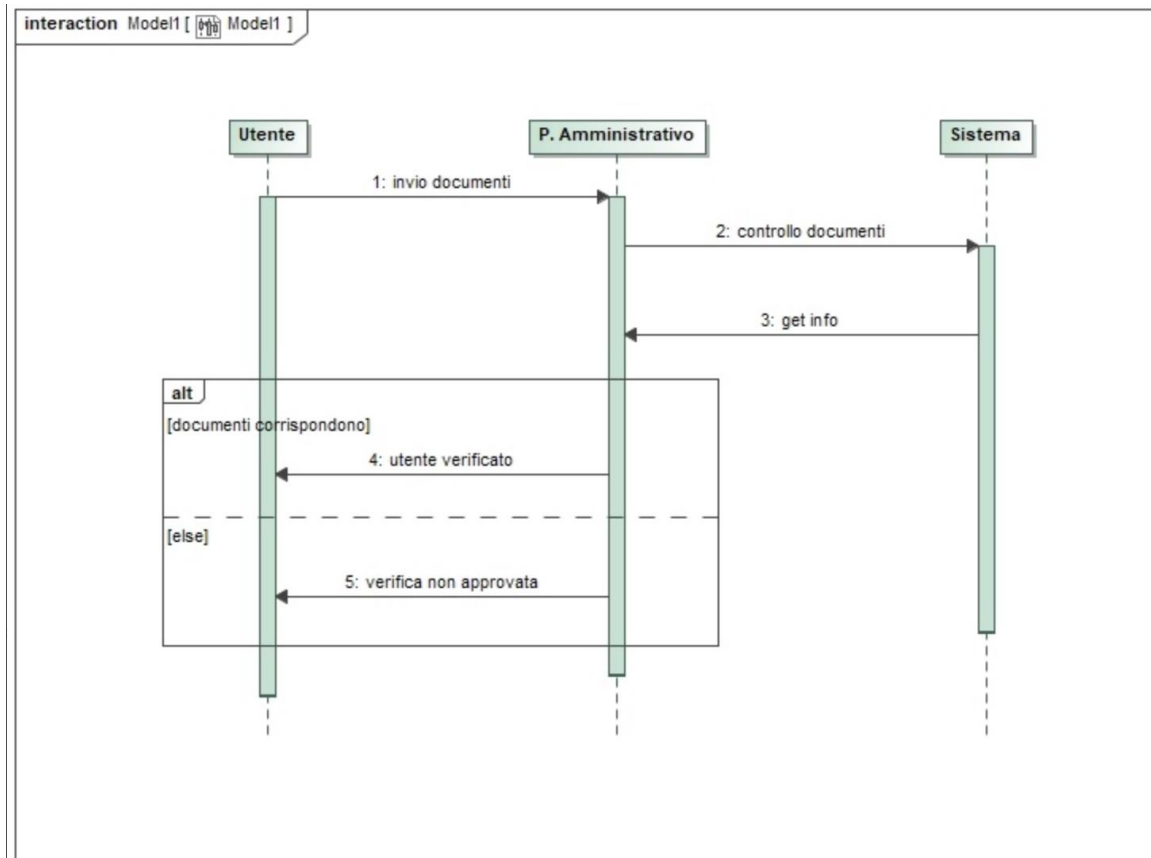 interaction Model1 [ Model1 ]
Utente
P. Amministrativo
Sistema
1: invio documenti
2: controllo documenti
3: get info
alt
[documenti corrispondono]
4: utente verificato
[else]
5: verifica non approvata